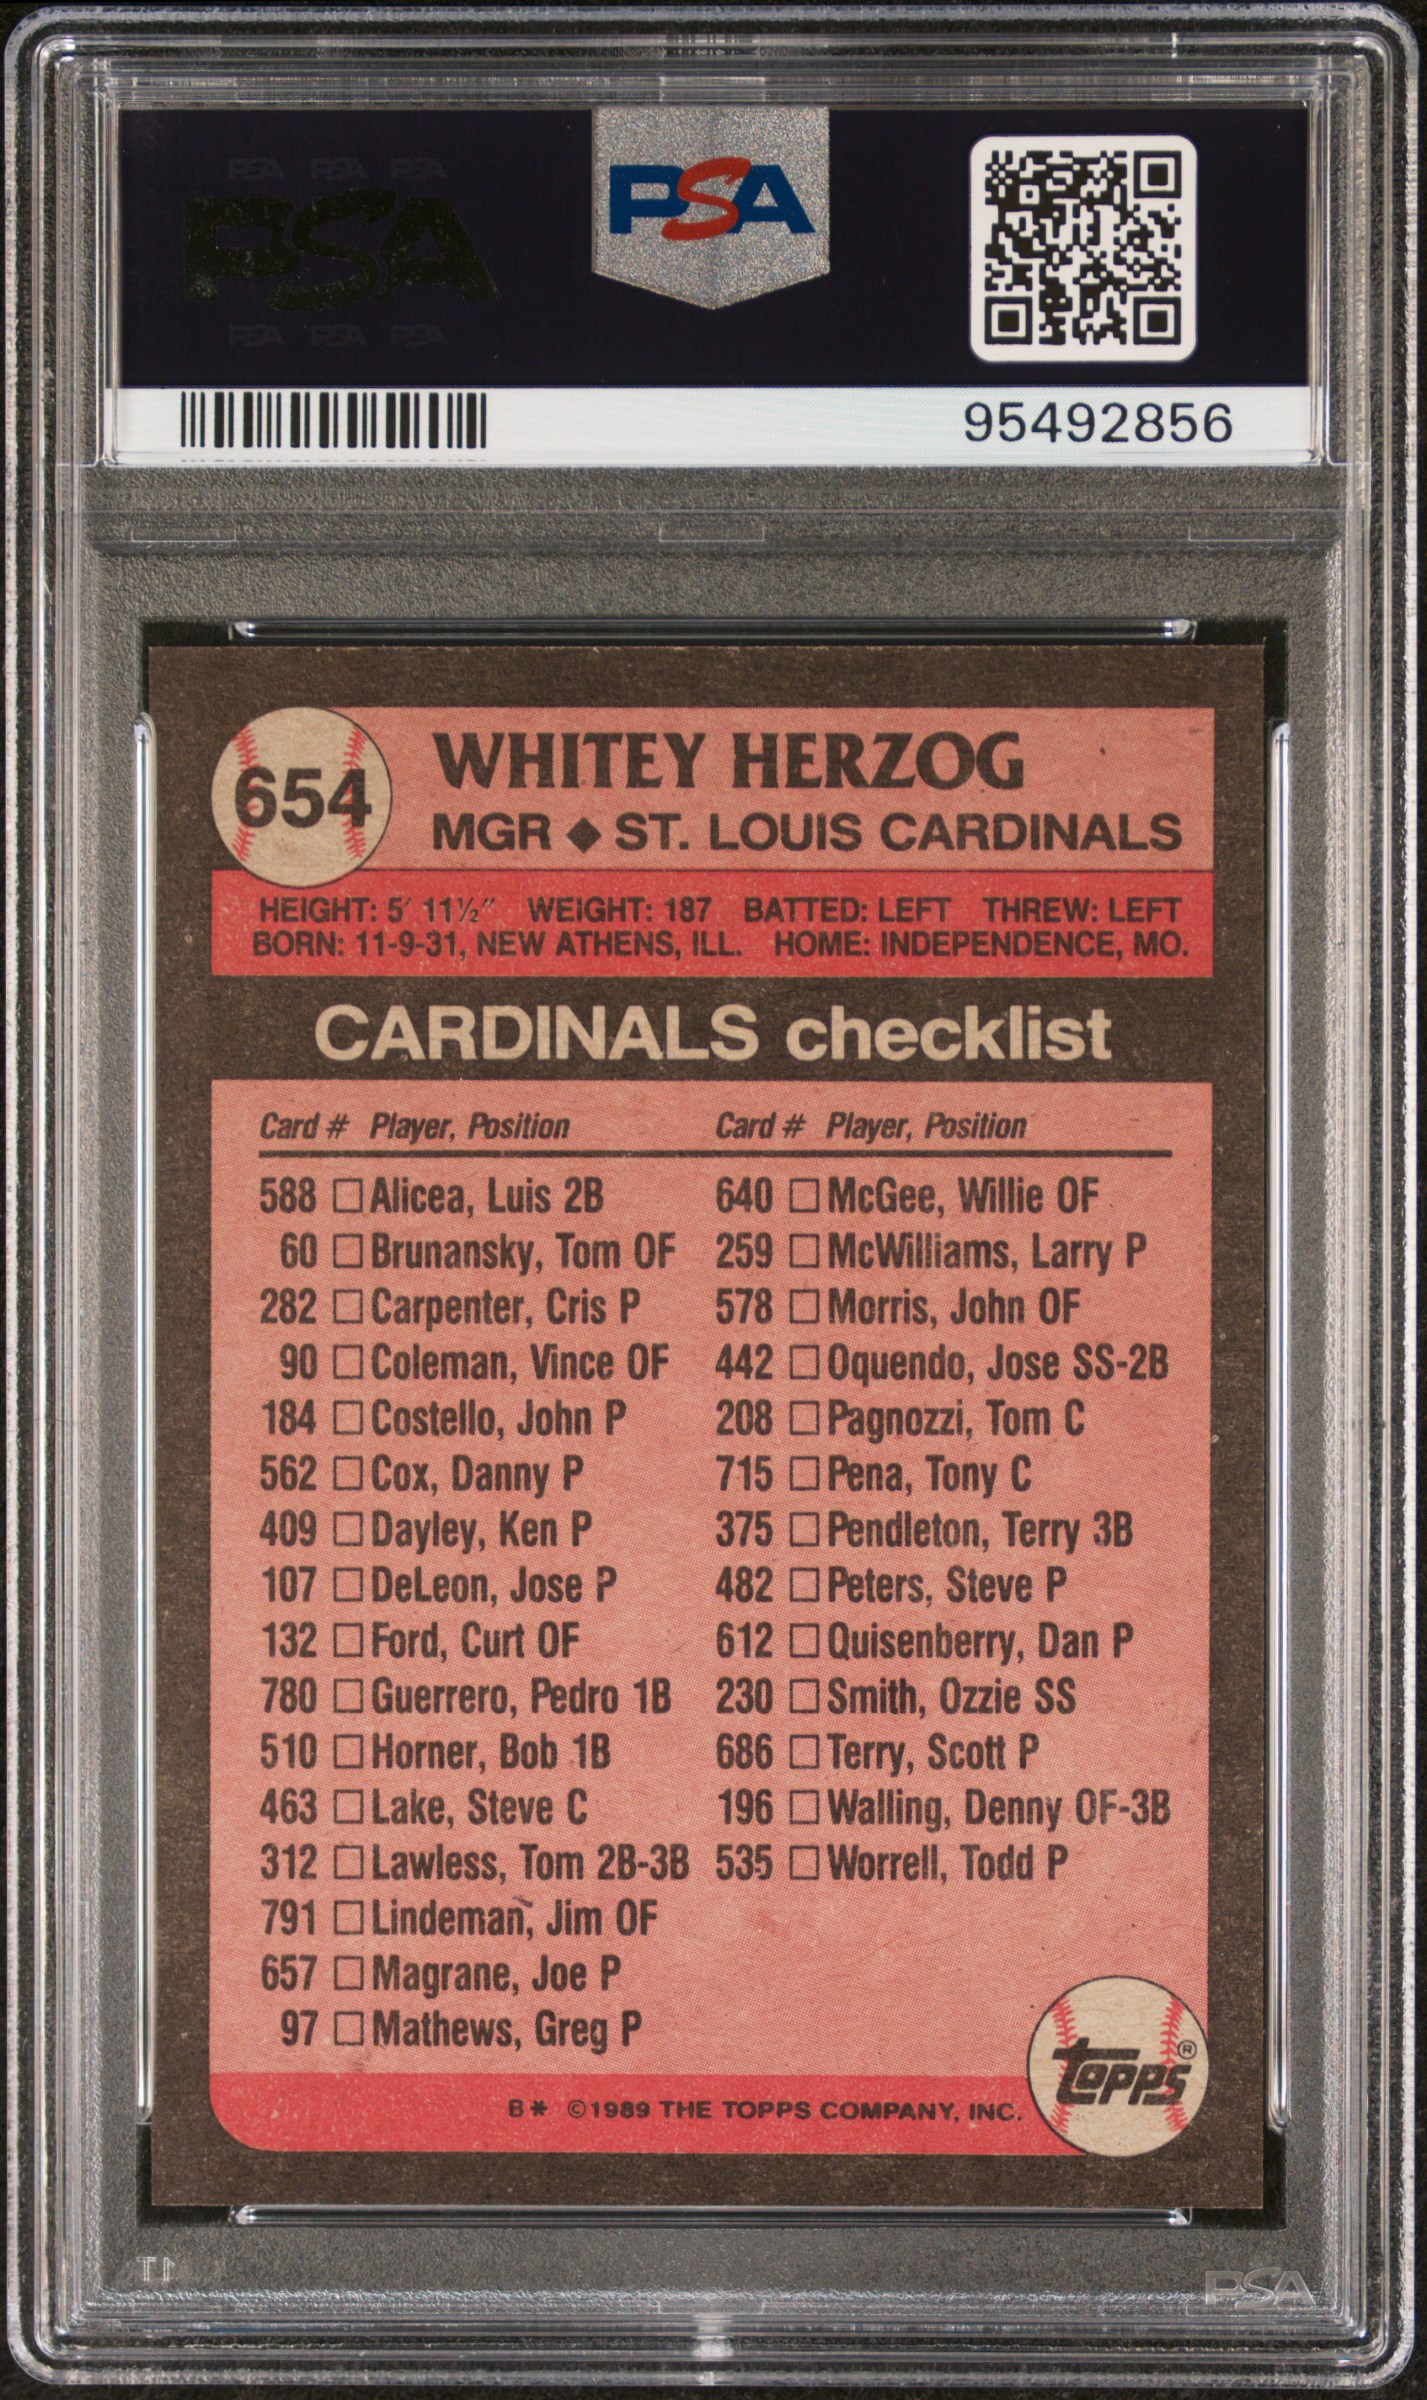 PSA PSA PSA
PSA
PSA PSA PSA
PSA
95492856
654
WHITEY HERZOG
MGR ◆ ST. LOUIS CARDINALS
HEIGHT: 5′ 11½″ WEIGHT: 187 BATTED: LEFT THREW: LEFT
BORN: 11-9-31, NEW ATHENS, ILL. HOME: INDEPENDENCE, MO.
CARDINALS checklist
Card # Player, Position
588 □ Alicea, Luis 2B
60 □ Brunansky, Tom OF
282 □ Carpenter, Cris P
90 □ Coleman, Vince OF
184 □ Costello, John P
562 □ Cox, Danny P
409 □ Dayley, Ken P
107 □ DeLeon, Jose P
132 □ Ford, Curt OF
780 □ Guerrero, Pedro 1B
510 □ Horner, Bob 1B
463 □ Lake, Steve C
312 □ Lawless, Tom 2B-3B
791 □ Lindeman, Jim OF
657 □ Magrane, Joe P
97 □ Mathews, Greg P
Card # Player, Position
640 □ McGee, Willie OF
259 □ McWilliams, Larry P
578 □ Morris, John OF
442 □ Oquendo, Jose SS-2B
208 □ Pagnozzi, Tom C
715 □ Pena, Tony C
375 □ Pendleton, Terry 3B
482 □ Peters, Steve P
612 □ Quisenberry, Dan P
230 □ Smith, Ozzie SS
686 □ Terry, Scott P
196 □ Walling, Denny OF-3B
535 □ Worrell, Todd P
topps®
B* ©1989 THE TOPPS COMPANY, INC.
PSA